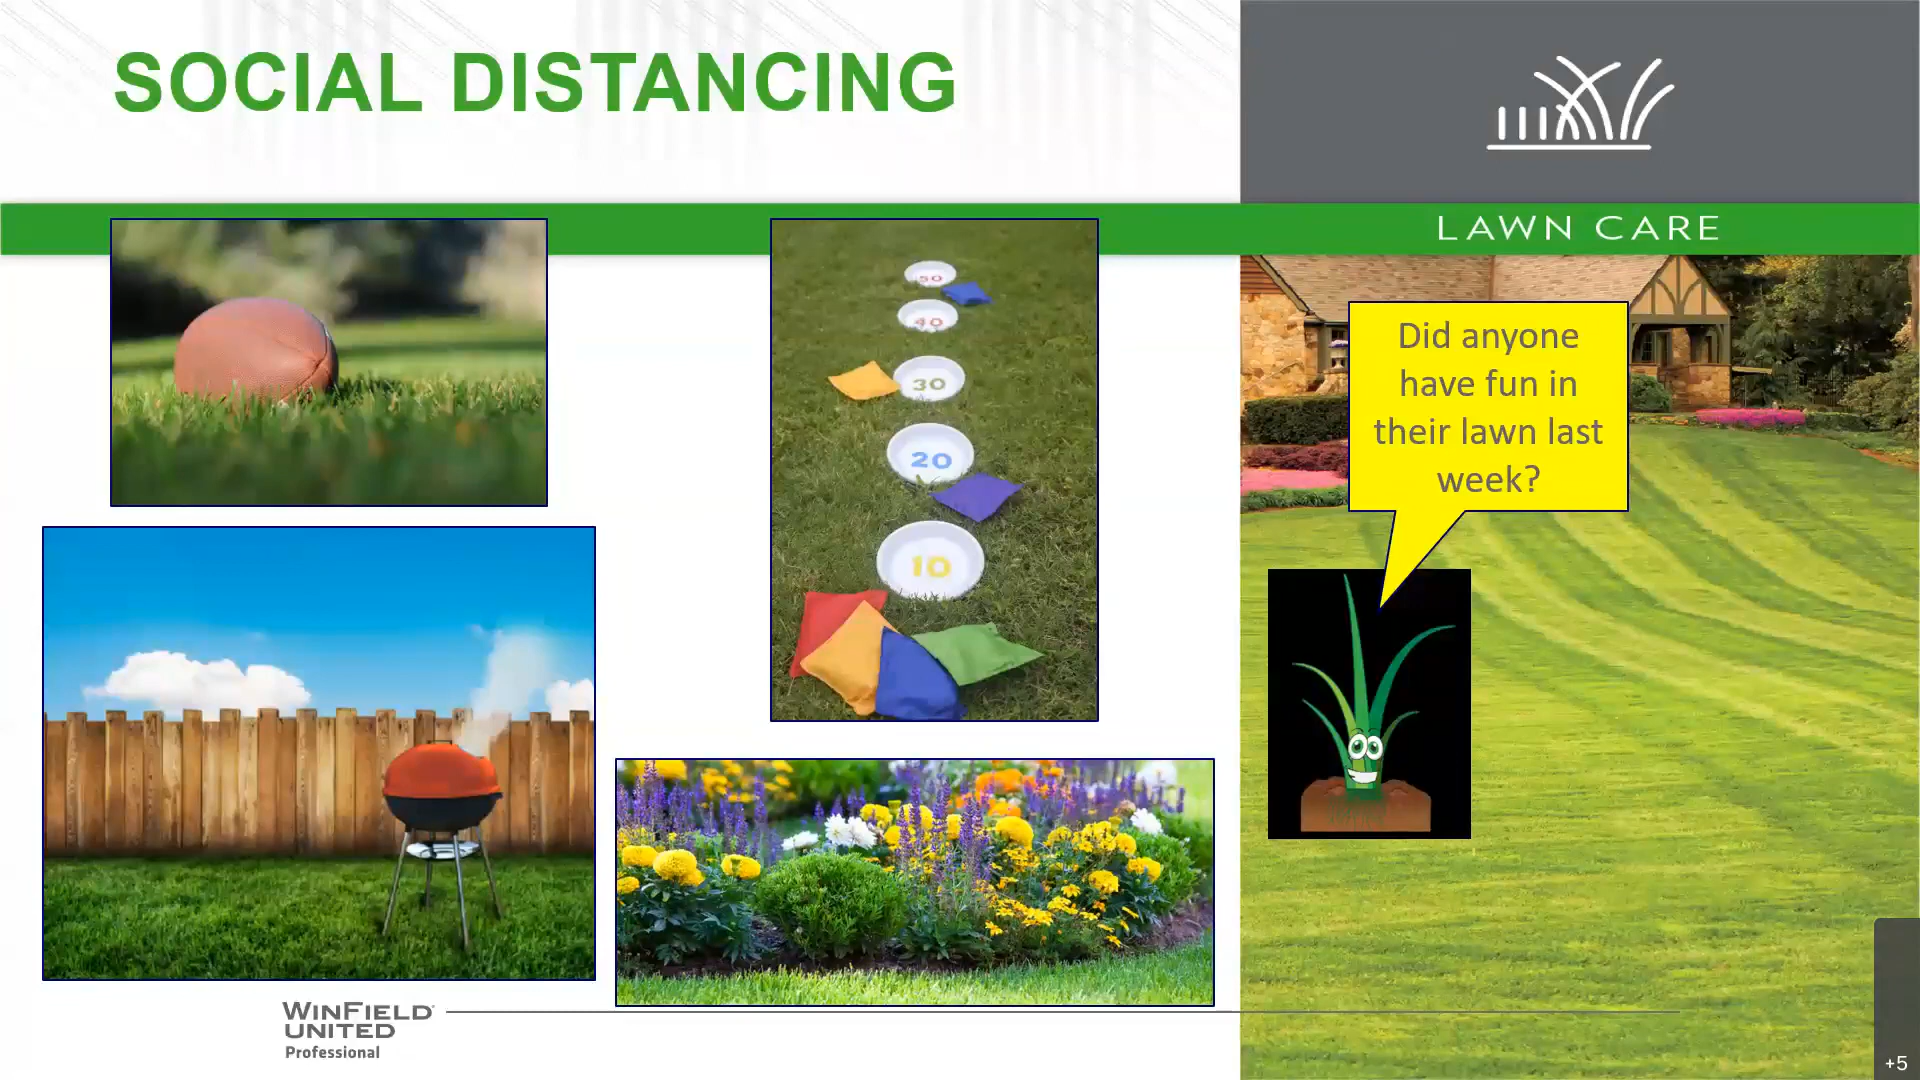 SOCIAL DISTANCING
LAWN CARE
50
40
30
20
10
Did anyone
have fun in
their lawn last
week?
WINFIELD
UNITED
Professional
+5